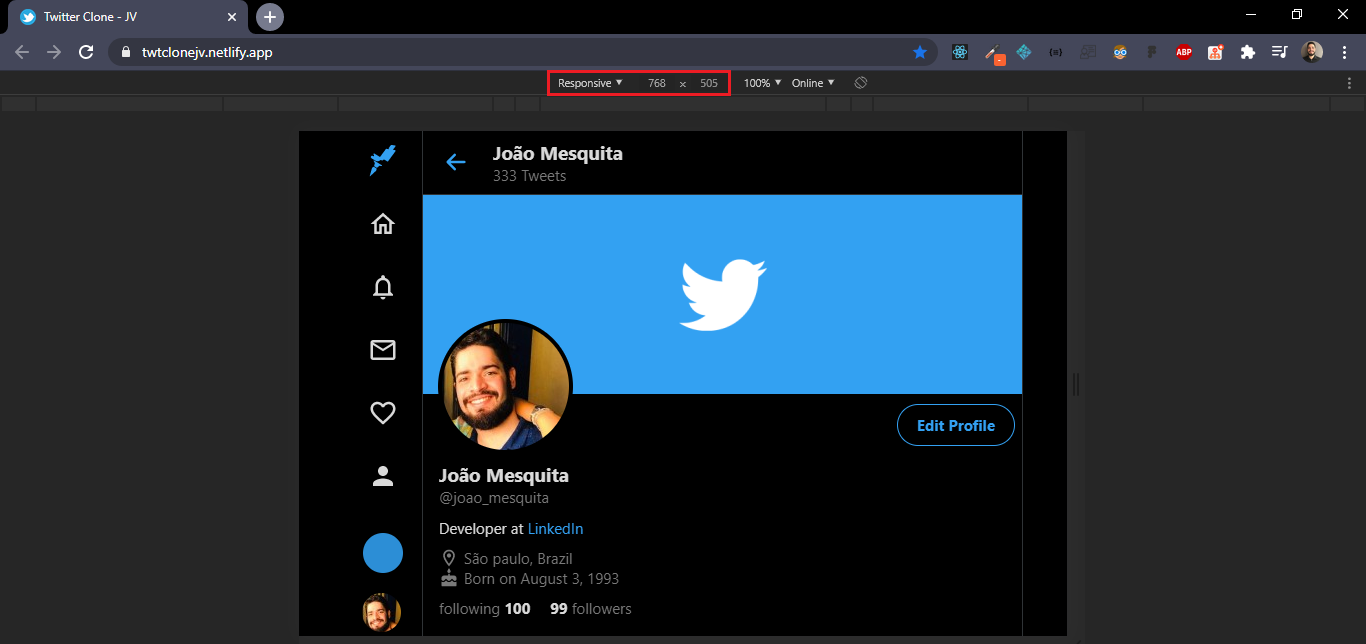 Twitter Clone - JV
twtclonejv.netlify.app
ABP
Responsive 768 × 505 100% Online
João Mesquita
333 Tweets
Edit Profile
João Mesquita
@joao_mesquita
Developer at LinkedIn
São paulo, Brazil
Born on August 3, 1993
following 100 99 followers